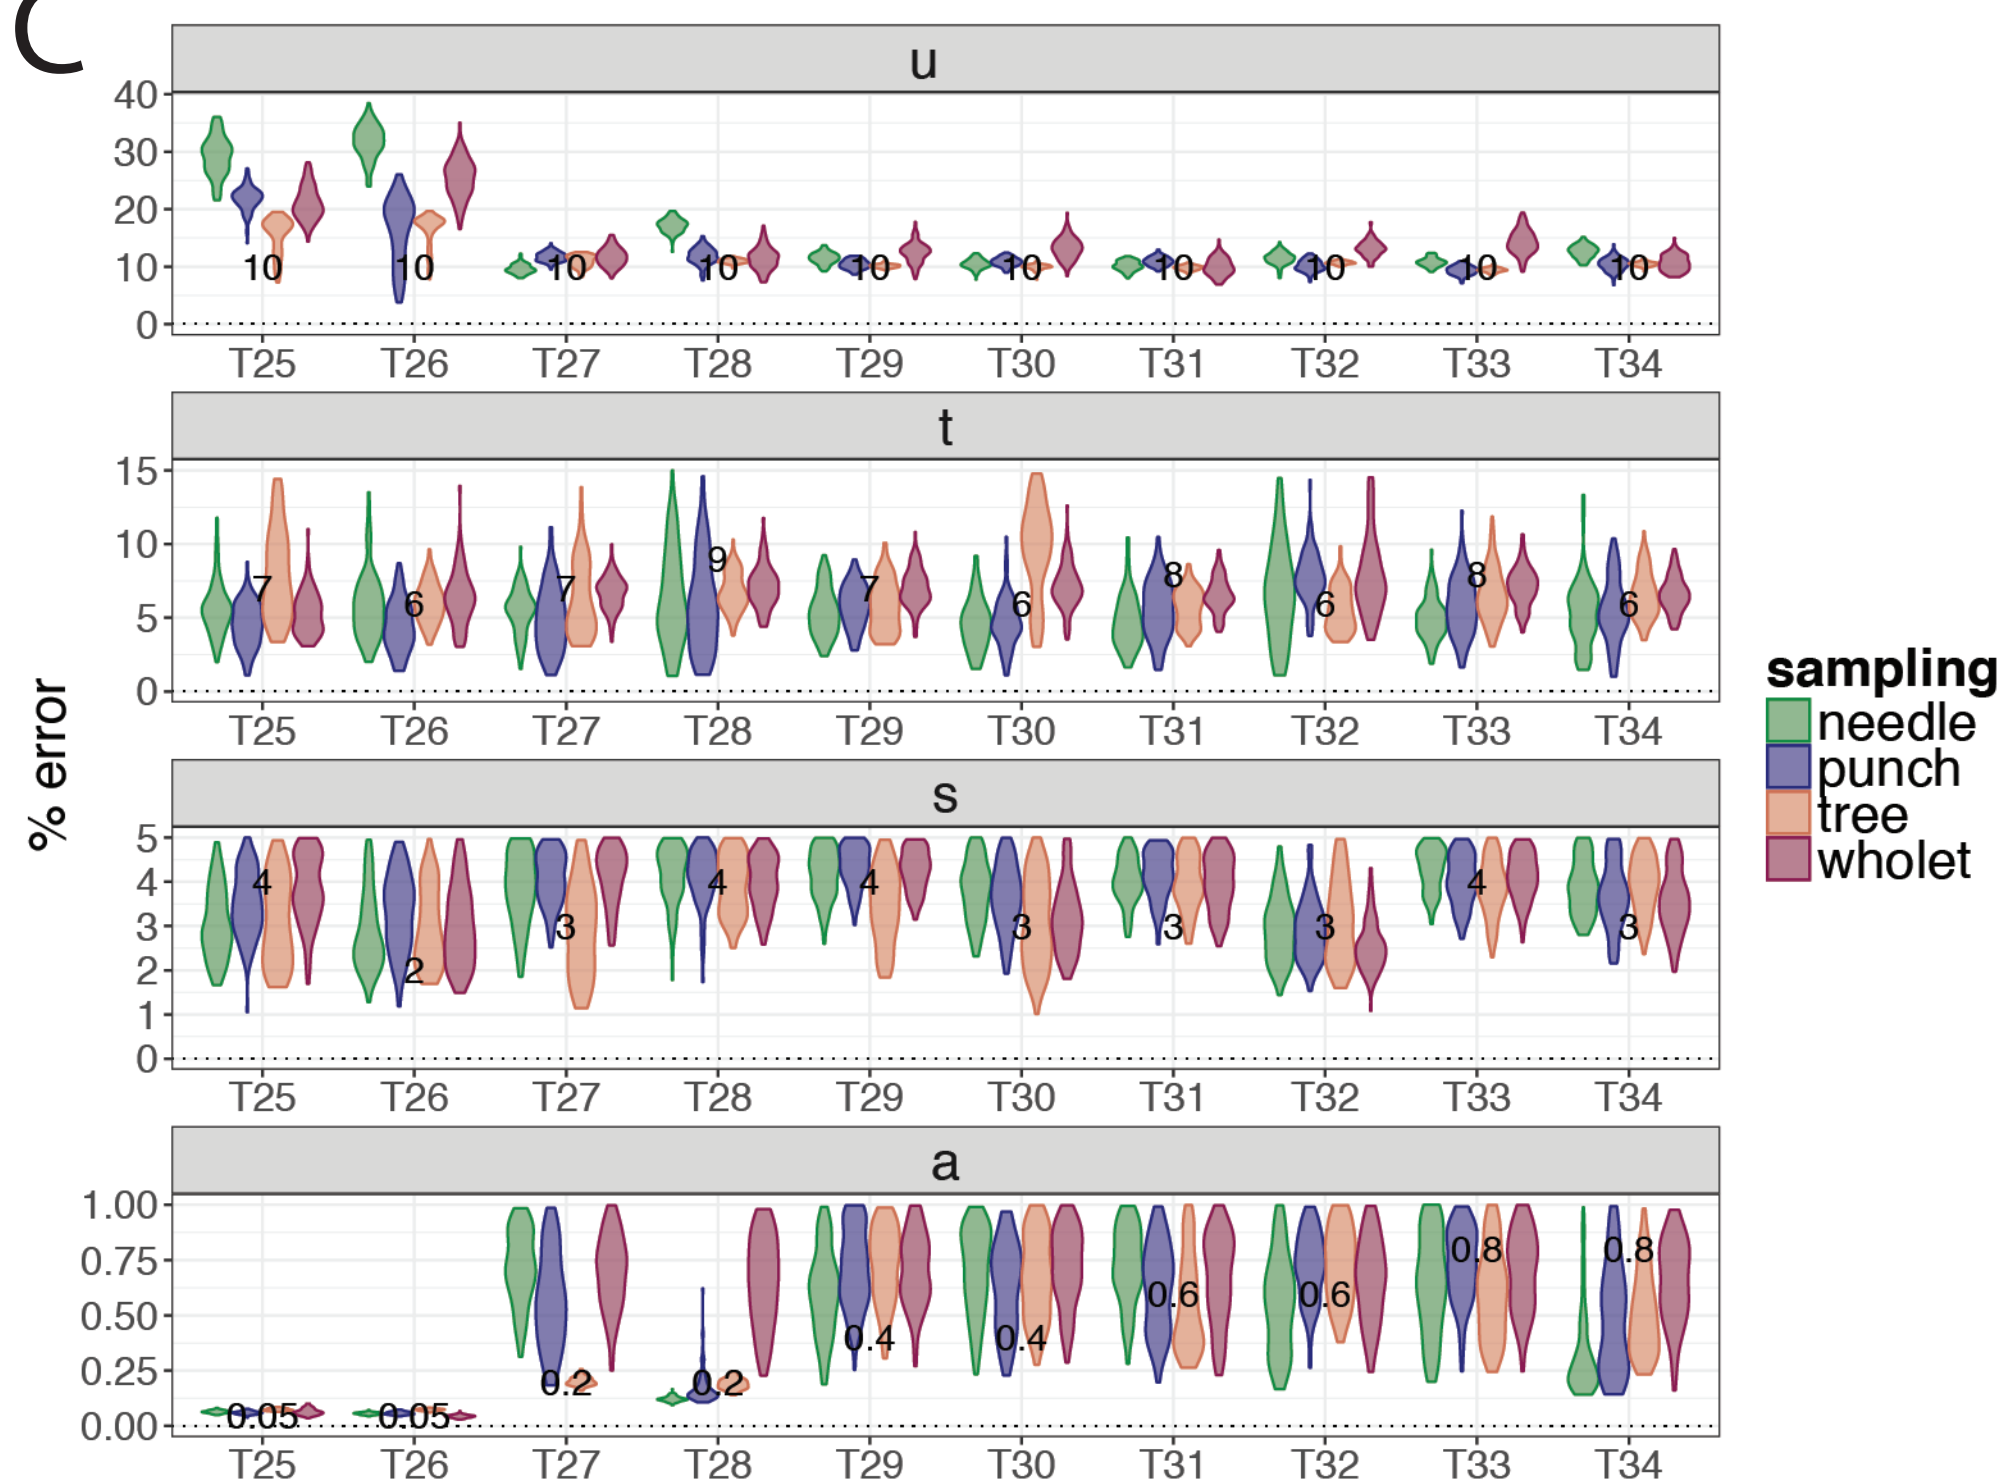 C
u
40
30
20
10
0
10 10 10 10 10 10 10 10 10 10
T25 T26 T27 T28 T29 T30 T31 T32 T33 T34
t
15
10
5
0
7 6 7 9 7 6 8 6 8 6
T25 T26 T27 T28 T29 T30 T31 T32 T33 T34
% error
s
5
4
3
2
1
0
4 2 3 4 4 3 3 3 4 3
T25 T26 T27 T28 T29 T30 T31 T32 T33 T34
a
1.00
0.75
0.50
0.25
0.00
0.05 0.05 0.2 0.2 0.4 0.4 0.6 0.6 0.8 0.8
T25 T26 T27 T28 T29 T30 T31 T32 T33 T34
sampling
needle
punch
tree
wholet